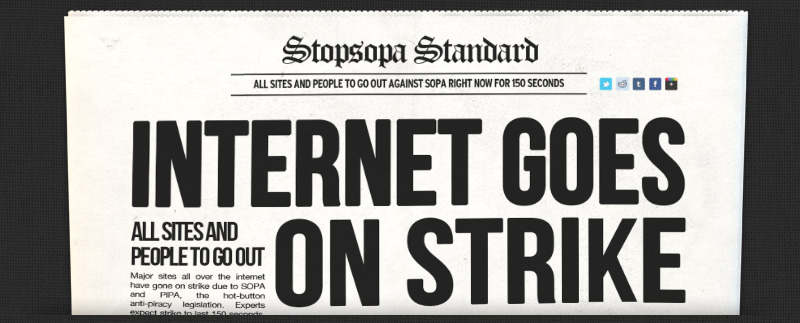 Stopsopa Standard
ALL SITES AND PEOPLE TO GO OUT AGAINST SOPA RIGHT NOW FOR 150 SECONDS
INTERNET GOES
ON STRIKE
ALL SITES AND
PEOPLE TO GO OUT
Major sites all over the internet
have gone on strike due to SOPA
and PIPA, the hot-button
anti-piracy legislation. Experts
expect strike to last 150 seconds,